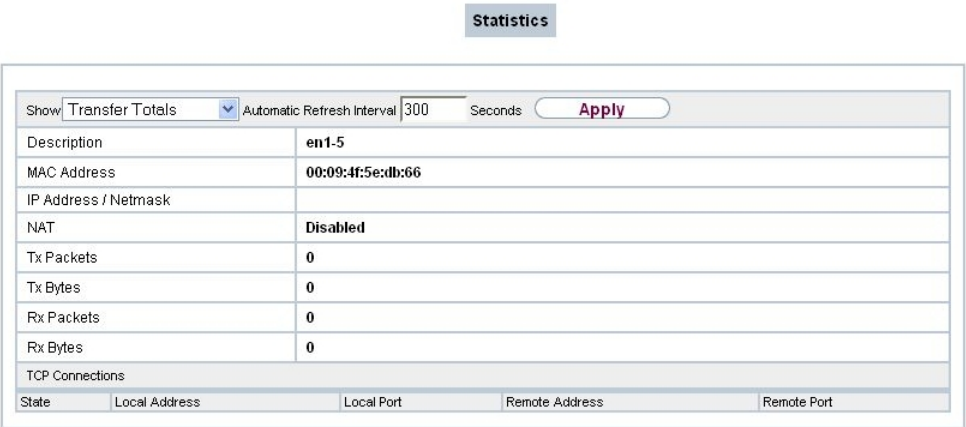 Statistics
Show Transfer Totals Automatic Refresh Interval 300 Seconds Apply
Description en1-5
MAC Address 00:09:4f:5e:db:66
IP Address / Netmask
NAT Disabled
Tx Packets 0
Tx Bytes 0
Rx Packets 0
Rx Bytes 0
TCP Connections
State Local Address Local Port Remote Address Remote Port